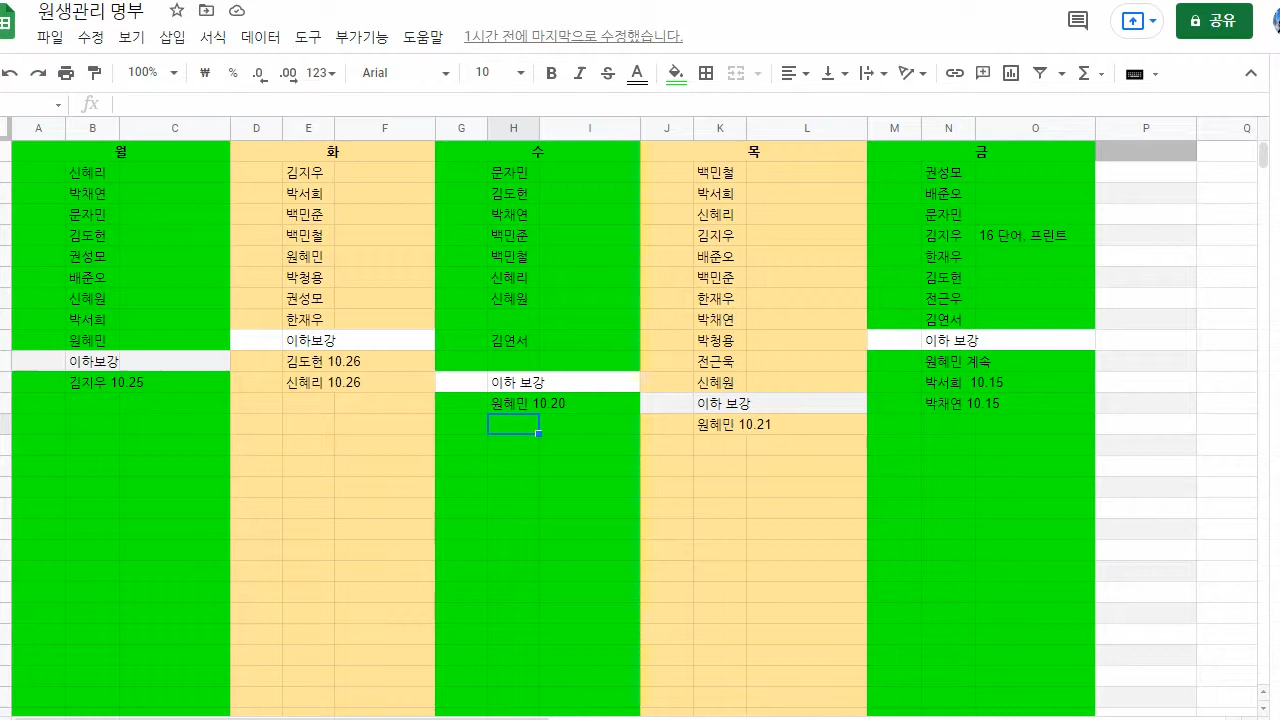 원생관리 명부
파일 수정 보기 삽입 서식 데이터 도구 부가기능 도움말 1시간 전에 마지막으로 수정했습니다.
공유
100% ₩ % .0 .00 123 Arial 10 B I S A Σ
fx
A B C D E F G H I J K L M N O P Q
월 화 수 목 금
신혜리 김지우 문자민 백민철 권성모
박채연 박서희 김도헌 박서희 배준오
문자민 백민준 박채연 신혜리 문자민
김도현 백민철 백민준 김지우 김지우 16 단어, 프린트
권성모 원혜민 백민철 배준오 한재우
배준오 박청용 신혜리 백민준 김도헌
신혜원 권성모 신혜원 한재우 전근우
박서희 한재우 박채연 김연서
원혜민 이하보강 김연서 박청용 이하 보강
이하보강 김도현 10.26 전근욱 원혜민 계속
김지우 10.25 신혜리 10.26 이하 보강 신혜원 박서희 10.15
원혜민 10.20 이하 보강 박채연 10.15
원혜민 10.21